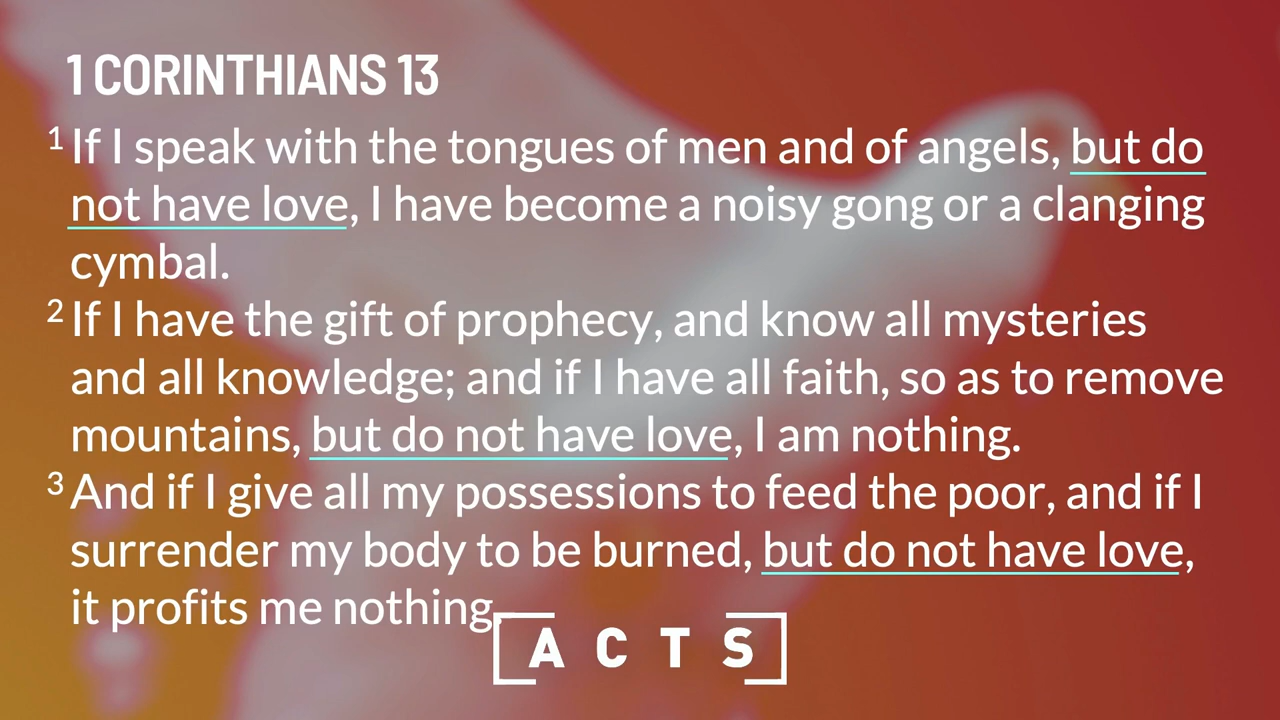 1 CORINTHIANS 13
1 If I speak with the tongues of men and of angels, but do
not have love, I have become a noisy gong or a clanging
cymbal.
2 If I have the gift of prophecy, and know all mysteries
and all knowledge; and if I have all faith, so as to remove
mountains, but do not have love, I am nothing.
3 And if I give all my possessions to feed the poor, and if I
surrender my body to be burned, but do not have love,
it profits me nothing.
ACTS